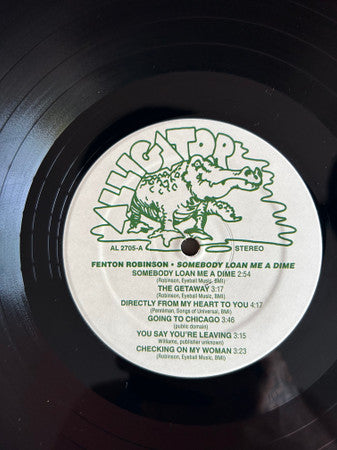 ALLIGATOR
AL 2705-A STEREO
FENTON ROBINSON • SOMEBODY LOAN ME A DIME
SOMEBODY LOAN ME A DIME 2:54
(Robinson, Eyeball Music, BMI)
THE GETAWAY 3:17
(Robinson, Eyeball Music, BMI)
DIRECTLY FROM MY HEART TO YOU 4:17
(Penniman, Songs of Universal, BMI)
GOING TO CHICAGO 3:46
(public domain)
YOU SAY YOU'RE LEAVING 3:15
(Williams, publisher unknown)
CHECKING ON MY WOMAN 3:23
(Robinson, Eyeball Music, BMI)